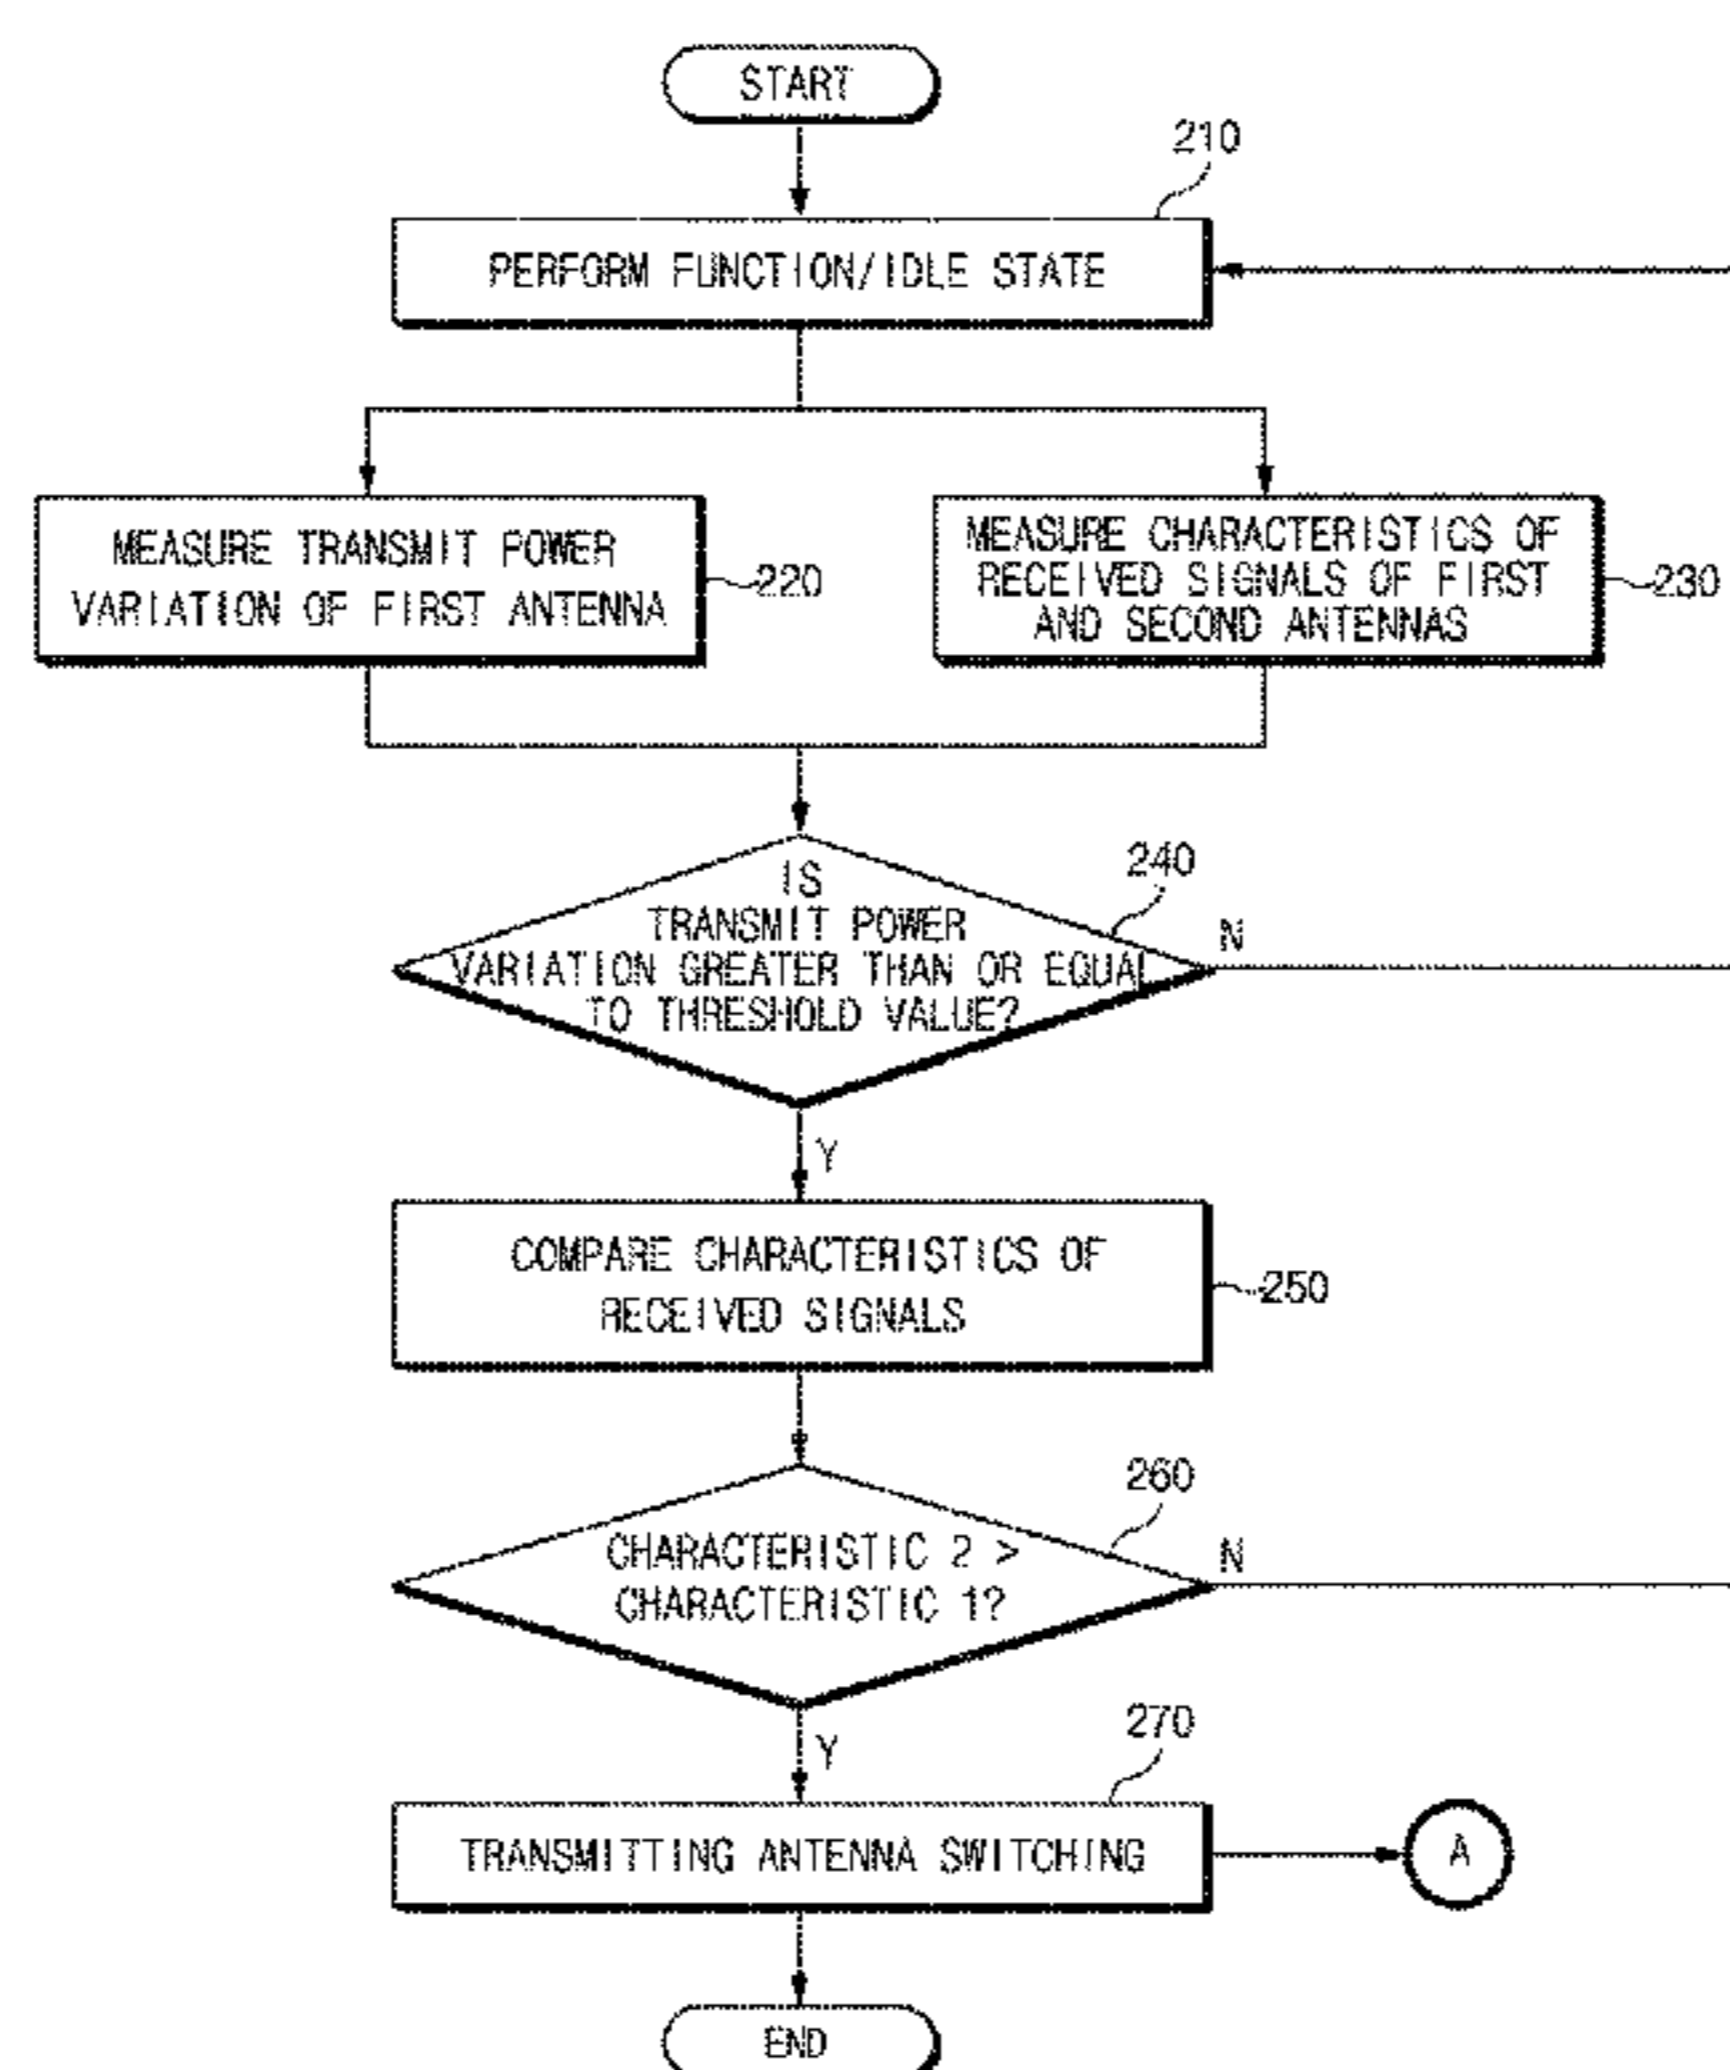 START
210
PERFORM FUNCTION/IDLE STATE
MEASURE TRANSMIT POWER
VARIATION OF FIRST ANTENNA
220
MEASURE CHARACTERISTICS OF
RECEIVED SIGNALS OF FIRST
AND SECOND ANTENNAS
230
240
IS
TRANSMIT POWER
VARIATION GREATER THAN OR EQUAL
TO THRESHOLD VALUE?
N
Y
COMPARE CHARACTERISTICS OF
RECEIVED SIGNALS
250
260
CHARACTERISTIC 2 >
CHARACTERISTIC 1?
N
Y
270
TRANSMITTING ANTENNA SWITCHING
A
END